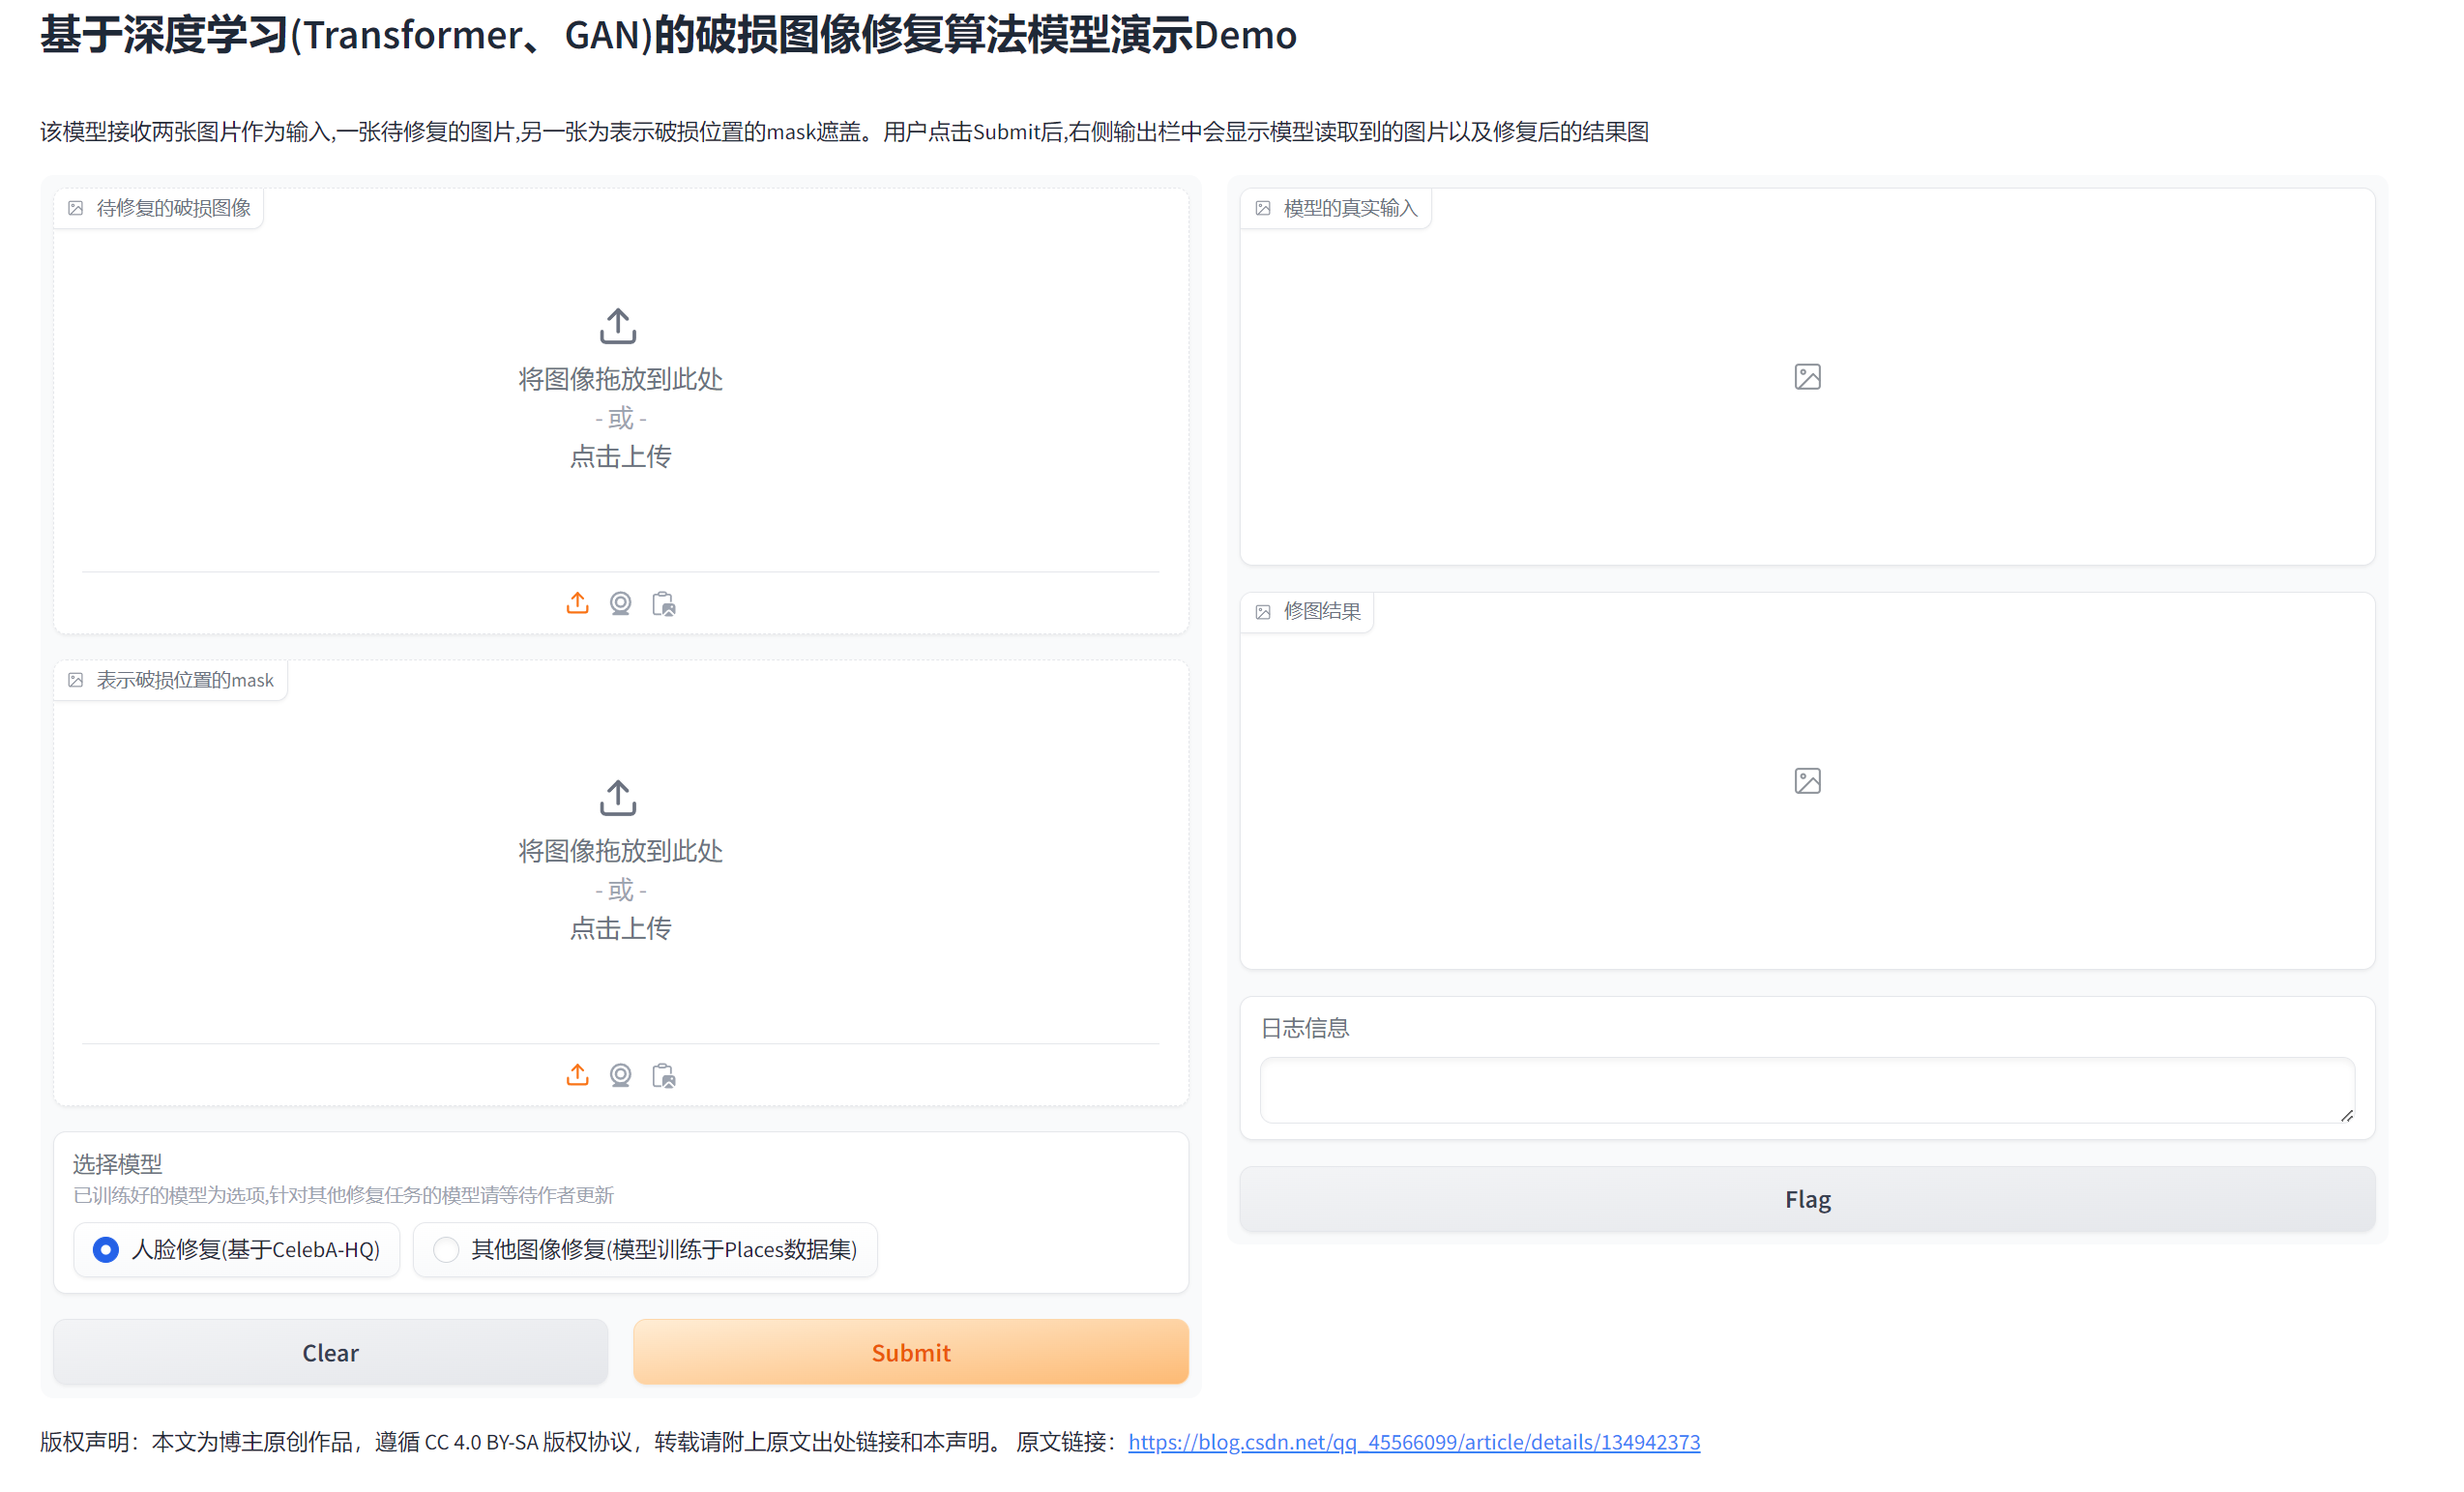 基于深度学习(Transformer、GAN)的破损图像修复算法模型演示Demo
该模型接收两张图片作为输入,一张待修复的图片,另一张为表示破损位置的mask遮盖。用户点击Submit后,右侧输出栏中会显示模型读取到的图片以及修复后的结果图
待修复的破损图像
将图像拖放到此处
- 或 -
点击上传
表示破损位置的mask
将图像拖放到此处
- 或 -
点击上传
选择模型
已训练好的模型为选项,针对其他修复任务的模型请等待作者更新
人脸修复(基于CelebA-HQ)
其他图像修复(模型训练于Places数据集)
Clear
Submit
模型的真实输入
修图结果
日志信息
Flag
版权声明：本文为博主原创作品，遵循 CC 4.0 BY-SA 版权协议，转载请附上原文出处链接和本声明。 原文链接：https://blog.csdn.net/qq_45566099/article/details/134942373